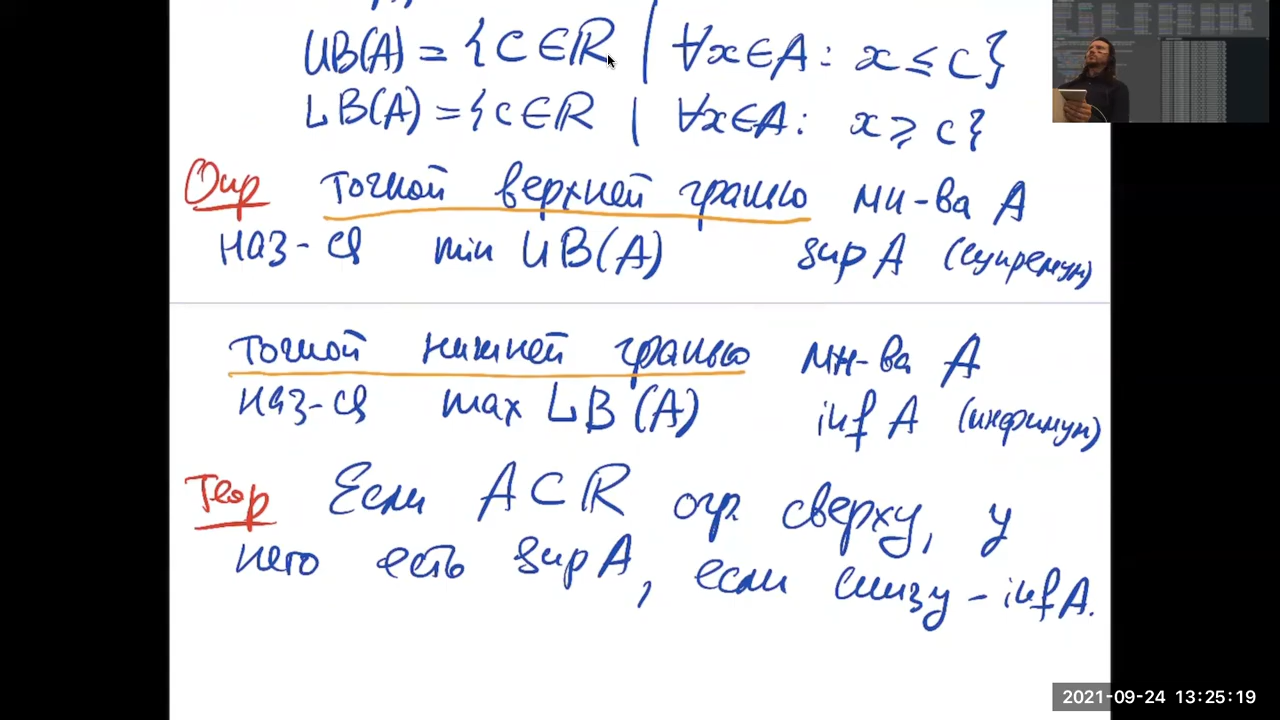 UB(A) = {c∈ℝ | ∀x∈A : x ≤ c}
LB(A) = {c∈ℝ | ∀x∈A : x ⩾ c}
Опр точной верхней гранью мн-ва A
наз-ся min UB(A) sup A (супремум)
точной нижней гранью мн-ва A
наз-ся max LB(A) inf A (инфимум)
Теор Если A⊂ℝ огр. сверху, у
него есть sup A, если снизу - inf A.
2021-09-24 13:25:19